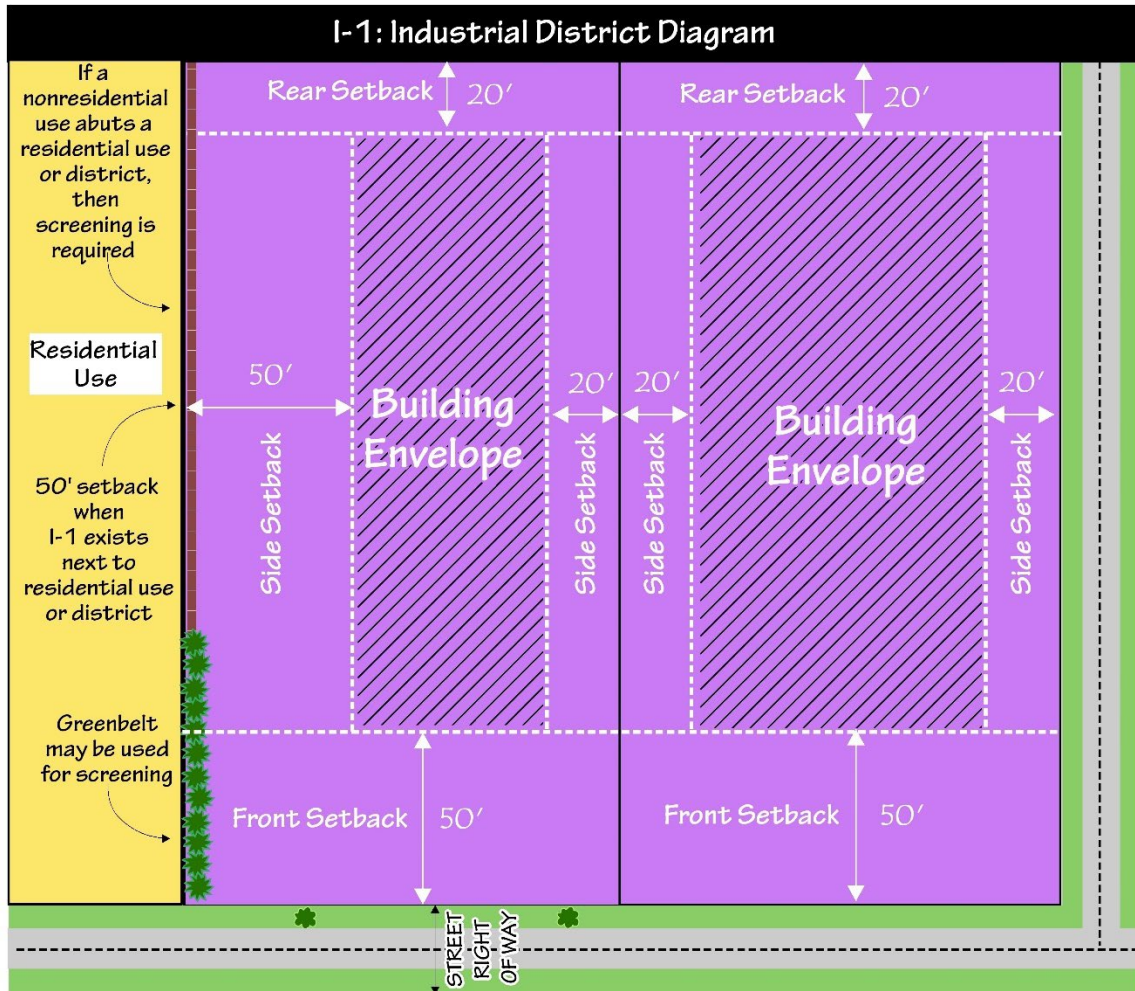 I-1: Industrial District Diagram
If a
nonresidential
use abuts a
residential use
or district,
then
screening is
required
Residential
Use
50' setback
when
I-1 exists
next to
residential use
or district
Greenbelt
may be used
for screening
Rear Setback 20'
50'
Side Setback
Building
Envelope
20'
Side Setback
Front Setback 50'
Rear Setback 20'
20'
Side Setback
Building
Envelope
20'
Side Setback
Front Setback 50'
STREET
RIGHT
OF WAY